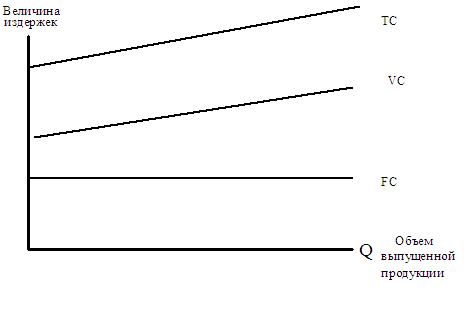 Величина
издержек
TC
VC
FC
Q
Объем
выпущенной
продукции